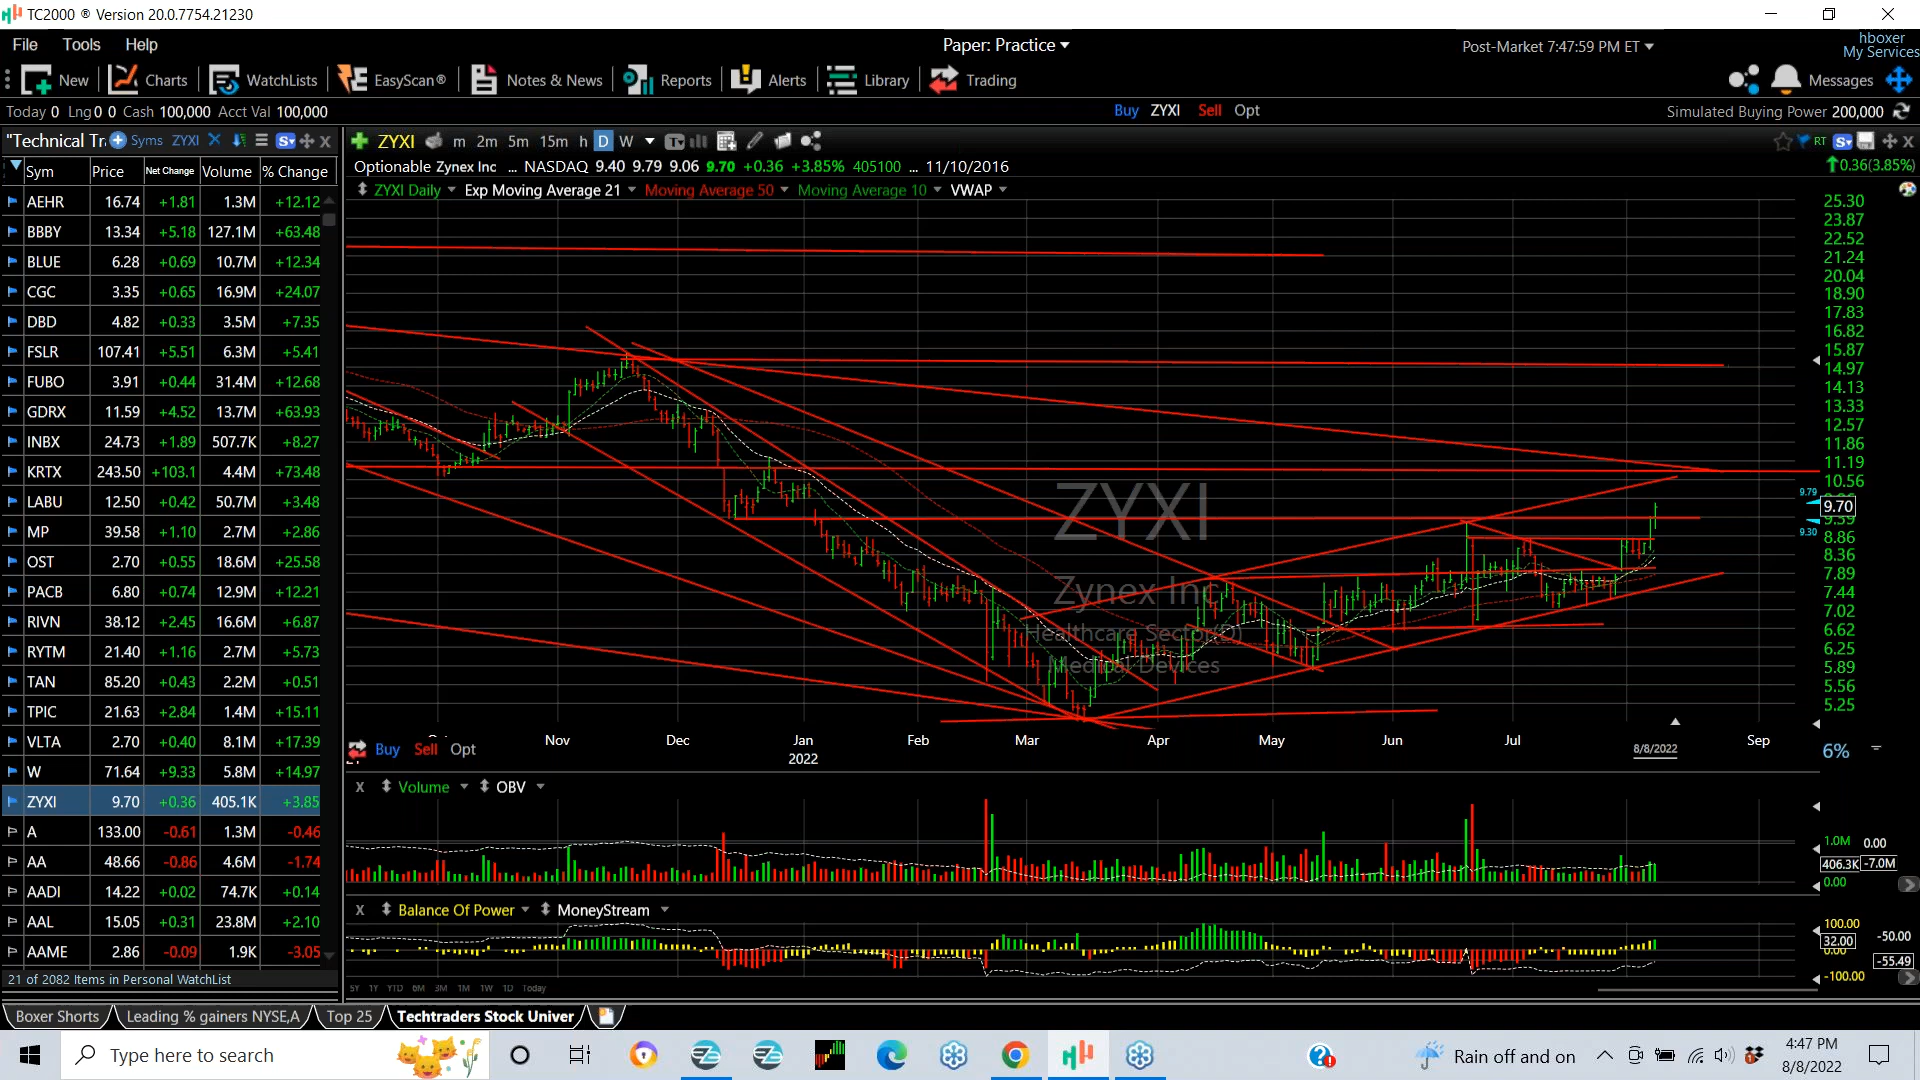 TC2000 ® Version 20.0.7754.21230
File Tools Help
Paper: Practice
Post-Market 7:47:59 PM ET
hboxer
My Services
New Charts WatchLists EasyScan® Notes & News Reports Alerts Library Trading
Messages
Today 0 Lng 0 0 Cash 100,000 Acct Val 100,000
Buy ZYXI Sell Opt
Simulated Buying Power 200,000
"Technical Tr Syms ZYXI
ZYXI m 2m 5m 15m h D W
RT
Optionable Zynex Inc ... NASDAQ 9.40 9.79 9.06 9.70 +0.36 +3.85% 405100 ... 11/10/2016
0.36(3.85%)
ZYXI Daily Exp Moving Average 21 Moving Average 50 Moving Average 10 VWAP
Sym Price Net Change Volume % Change
AEHR 16.74 +1.81 1.3M +12.12
BBBY 13.34 +5.18 127.1M +63.48
BLUE 6.28 +0.69 10.7M +12.34
CGC 3.35 +0.65 16.9M +24.07
DBD 4.82 +0.33 3.5M +7.35
FSLR 107.41 +5.51 6.3M +5.41
FUBO 3.91 +0.44 31.4M +12.68
GDRX 11.59 +4.52 13.7M +63.93
INBX 24.73 +1.89 507.7K +8.27
KRTX 243.50 +103.1 4.4M +73.48
LABU 12.50 +0.42 50.7M +3.48
MP 39.58 +1.10 2.7M +2.86
OST 2.70 +0.55 18.6M +25.58
PACB 6.80 +0.74 12.9M +12.21
RIVN 38.12 +2.45 16.6M +6.87
RYTM 21.40 +1.16 2.7M +5.73
TAN 85.20 +0.43 2.2M +0.51
TPIC 21.63 +2.84 1.4M +15.11
VLTA 2.70 +0.40 8.1M +17.39
W 71.64 +9.33 5.8M +14.97
ZYXI 9.70 +0.36 405.1K +3.85
A 133.00 -0.61 1.3M -0.46
AA 48.66 -0.86 4.6M -1.74
AADI 14.22 +0.02 74.7K +0.14
AAL 15.05 +0.31 23.8M +2.10
AAME 2.86 -0.09 1.9K -3.05
21 of 2082 Items in Personal WatchList
ZYXI
Zynex Inc
Healthcare Sector(D)
Medical Devices
25.30
23.87
22.52
21.24
20.04
18.90
17.83
16.82
15.87
14.97
14.13
13.33
12.57
11.86
11.19
10.56
9.79
9.70
9.39
9.30
8.86
8.36
7.89
7.44
7.02
6.62
6.25
5.89
5.56
5.25
Nov Dec Jan Feb Mar Apr May Jun Jul 8/8/2022 Sep
2022
6%
Buy Sell Opt
X Volume OBV
1.0M 0.00
406.3K -7.0M
0.00
X Balance Of Power MoneyStream
100.00
32.00 -50.00
0.00
-55.49
-100.00
5Y 1Y YTD 6M 3M 1M 1W 1D Today
Boxer Shorts Leading % gainers NYSE,A Top 25 Techtraders Stock Univer
Type here to search
Rain off and on
4:47 PM
8/8/2022